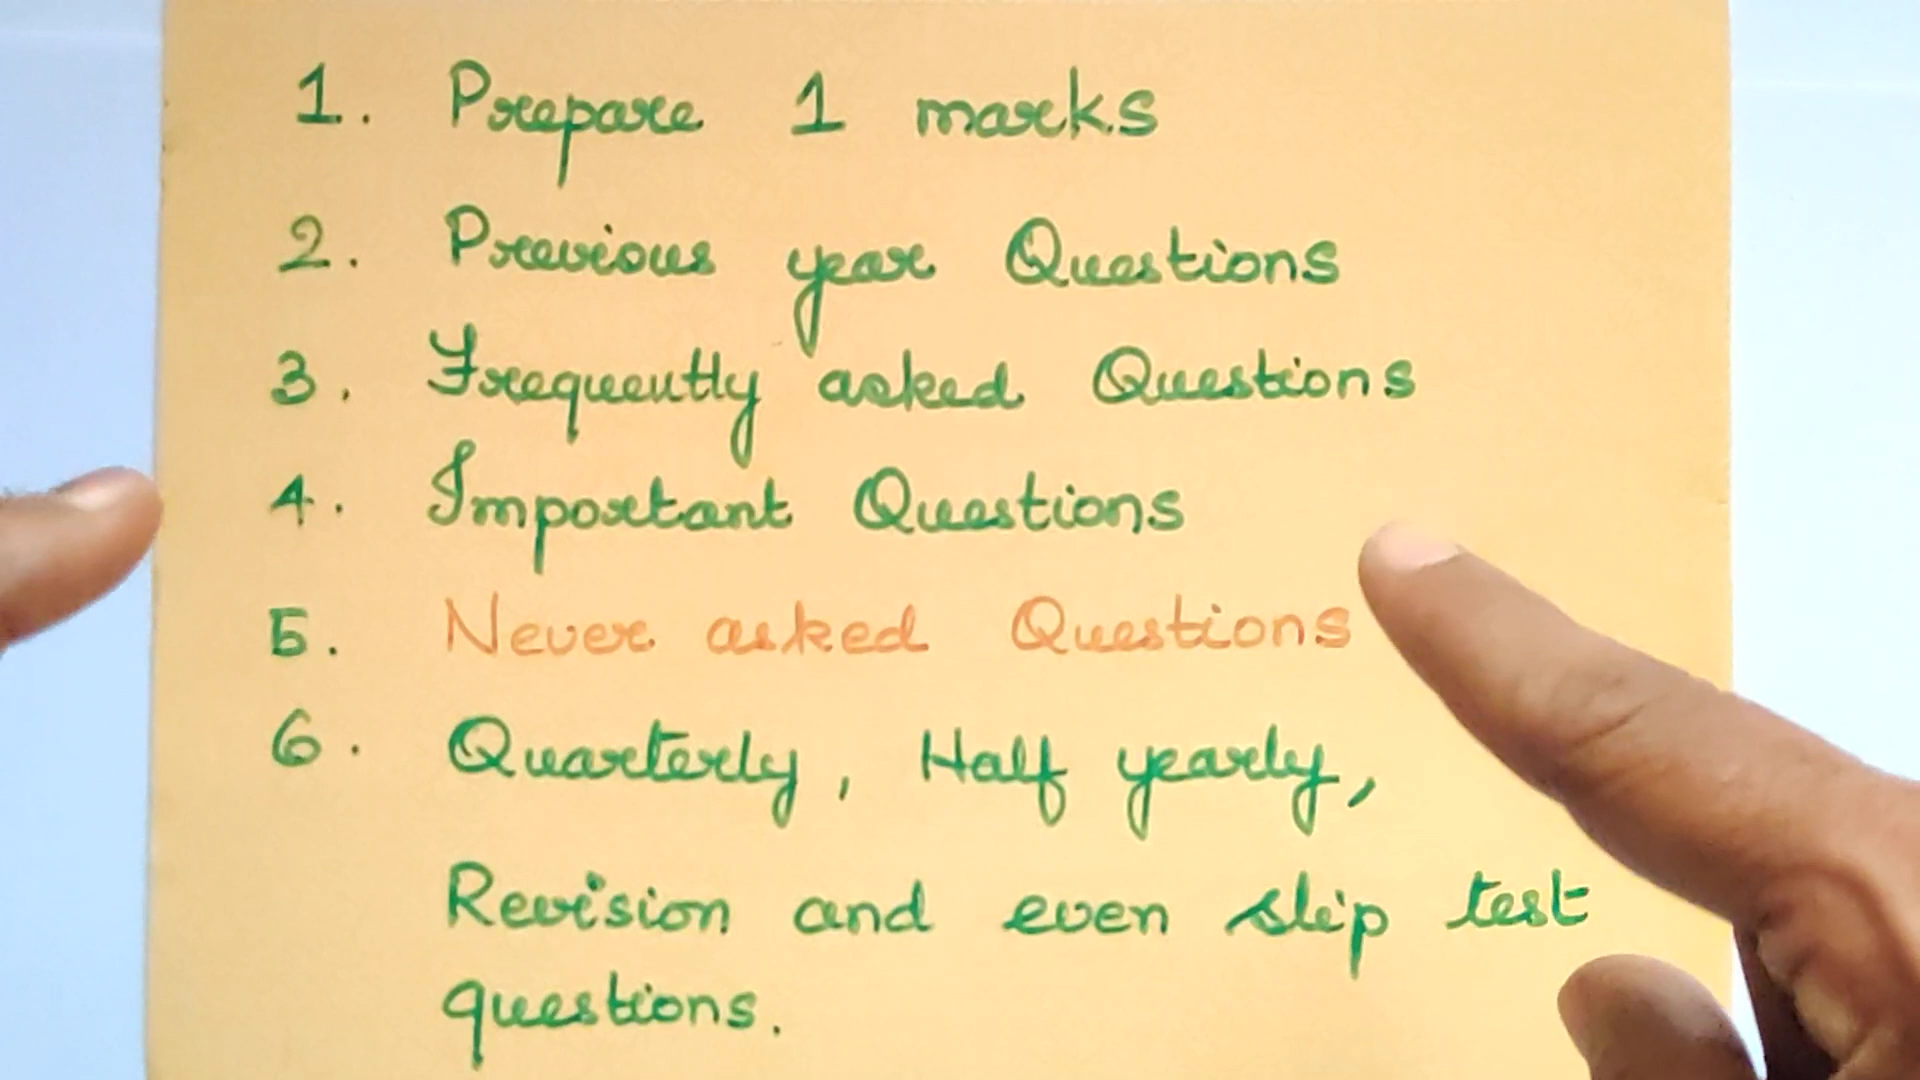 1. Prepare 1 marks
2. Previous year Questions
3. Frequently asked Questions
4. Important Questions
5. Never asked Questions
6. Quarterly, Half yearly,
Revision and even slip test
questions.